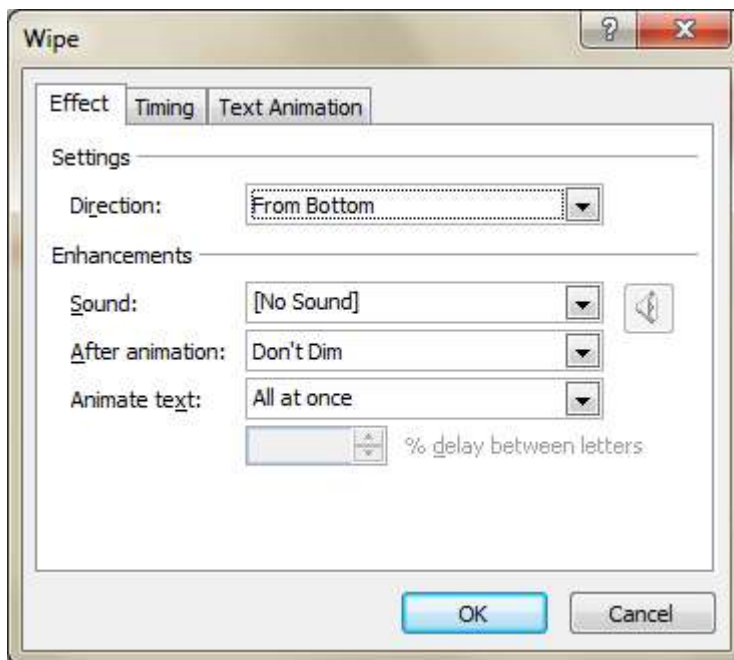 Wipe
Effect Timing Text Animation
Settings
Direction: From Bottom
Enhancements
Sound: [No Sound]
After animation: Don't Dim
Animate text: All at once
% delay between letters
OK Cancel